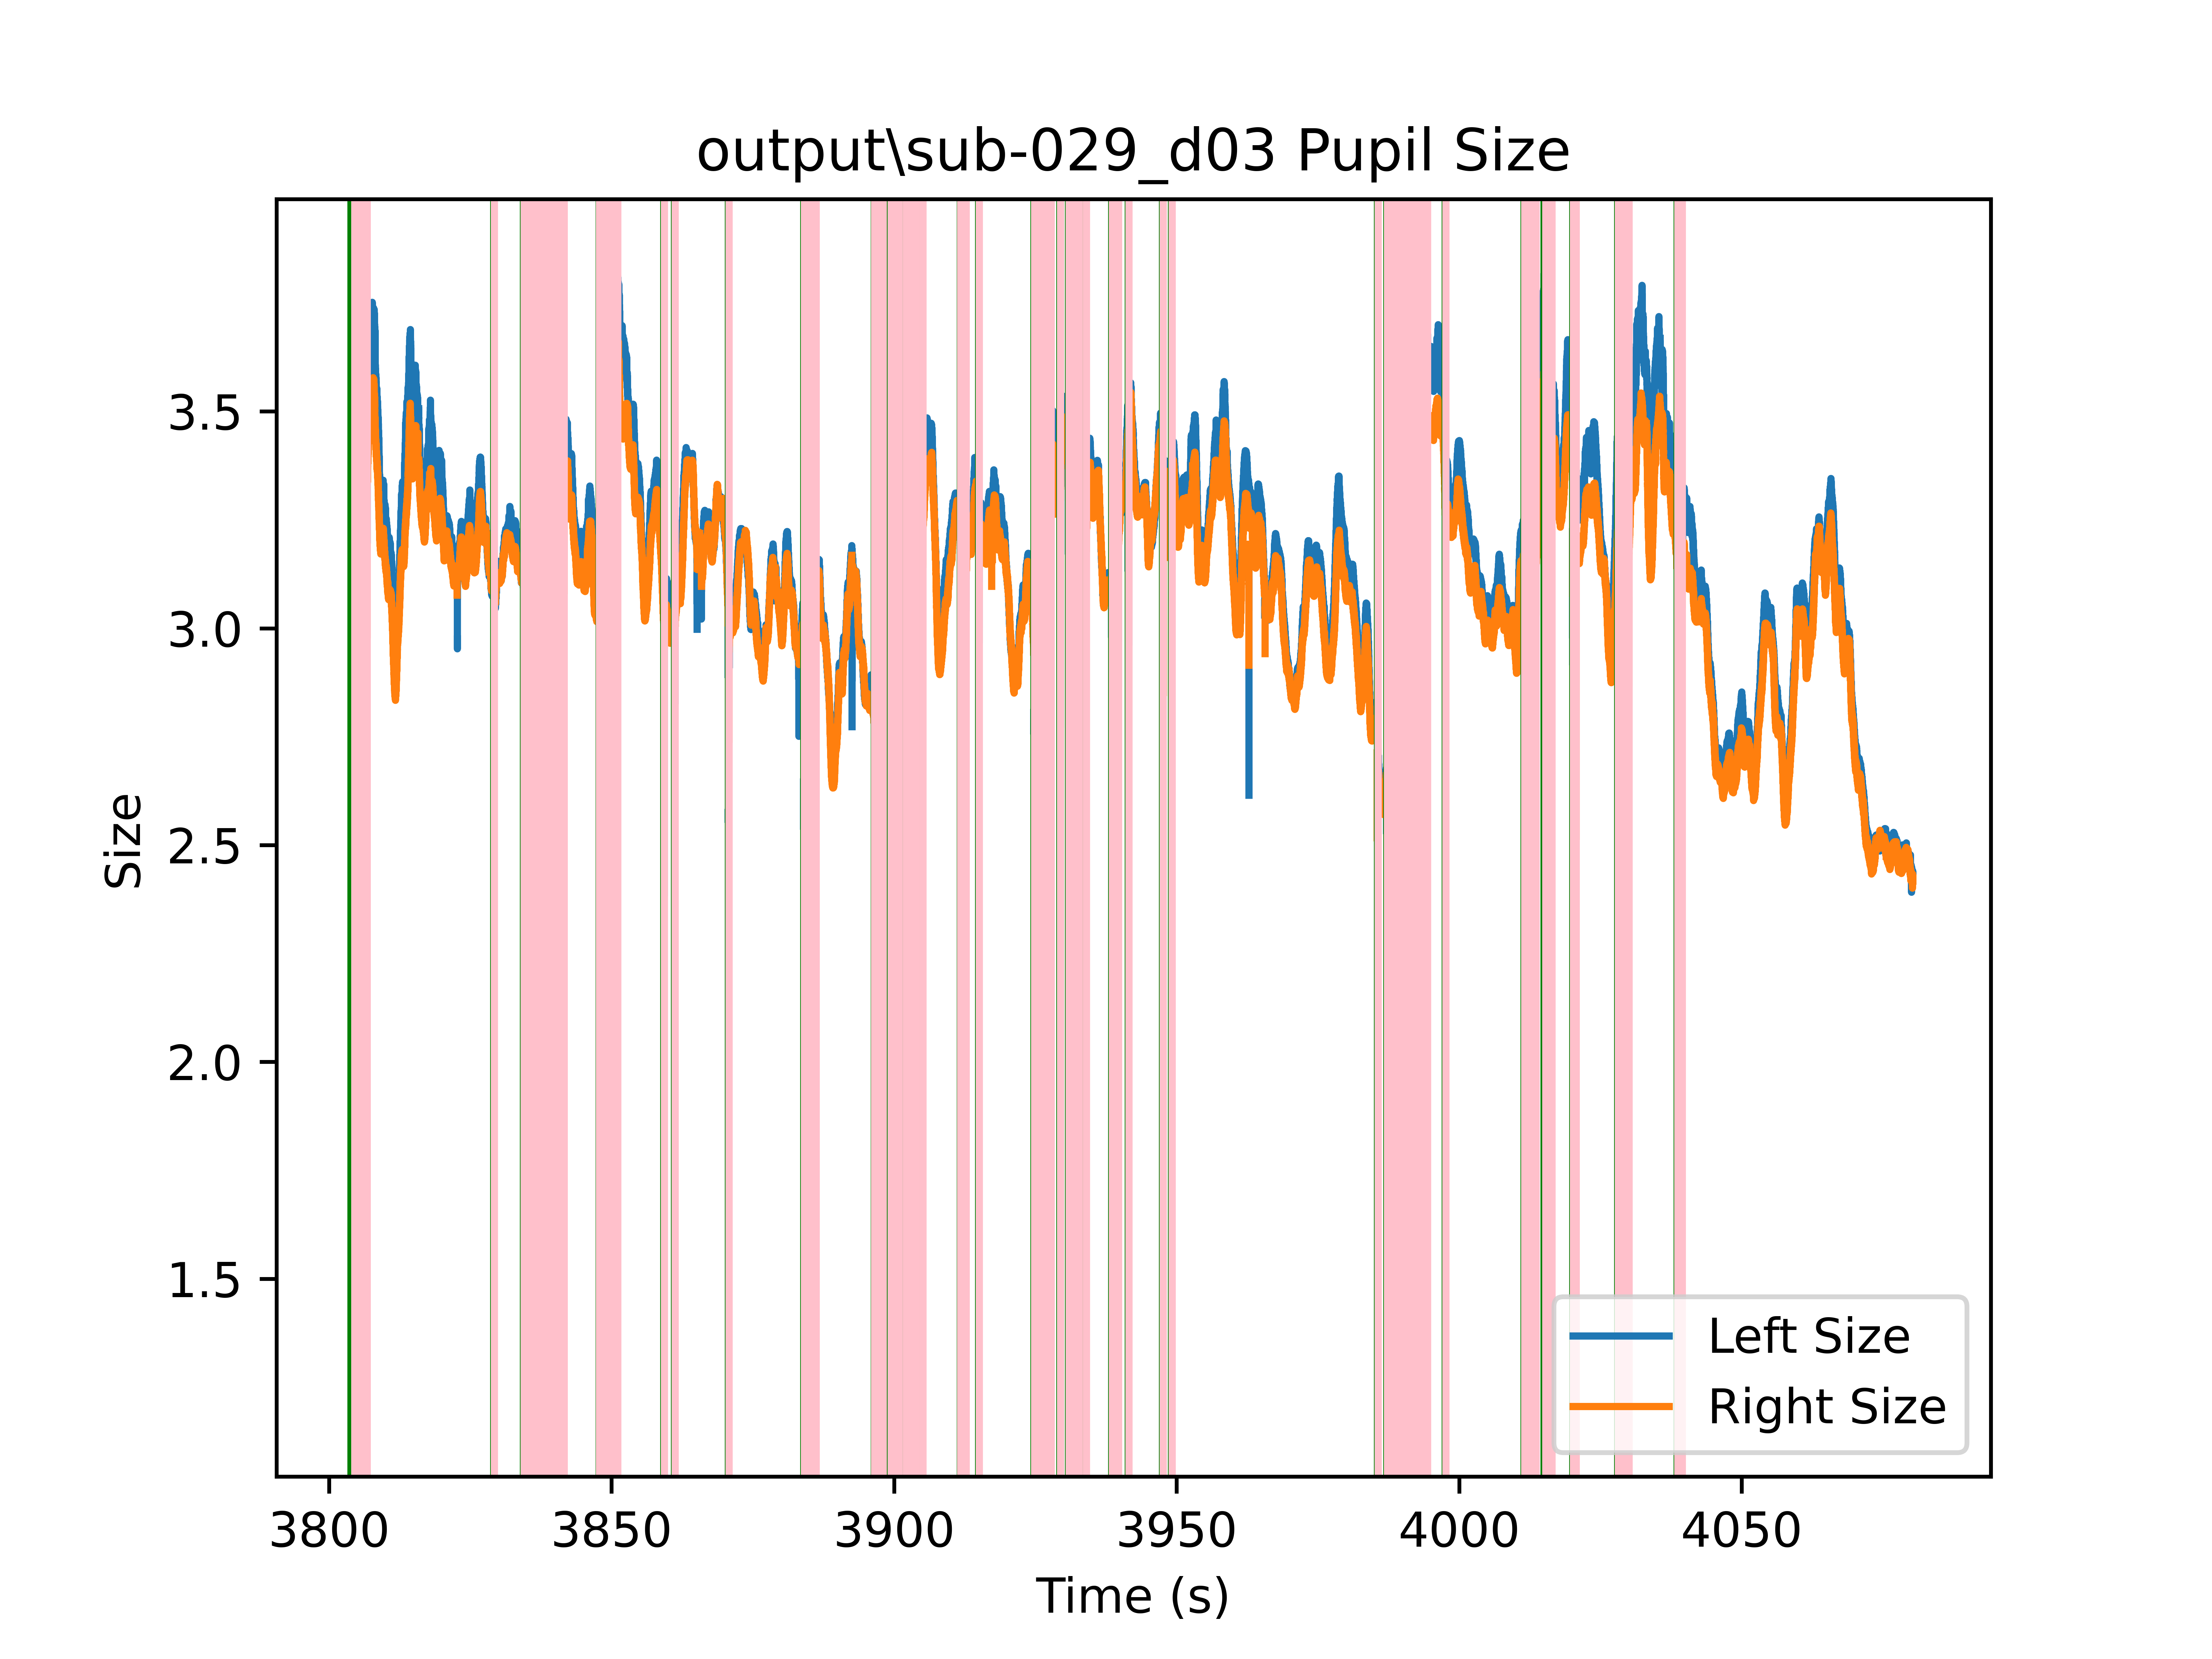 output\sub-029_d03 Pupil Size
Size
3.5
3.0
2.5
2.0
1.5
Left Size
Right Size
3800 3850 3900 3950 4000 4050
Time (s)